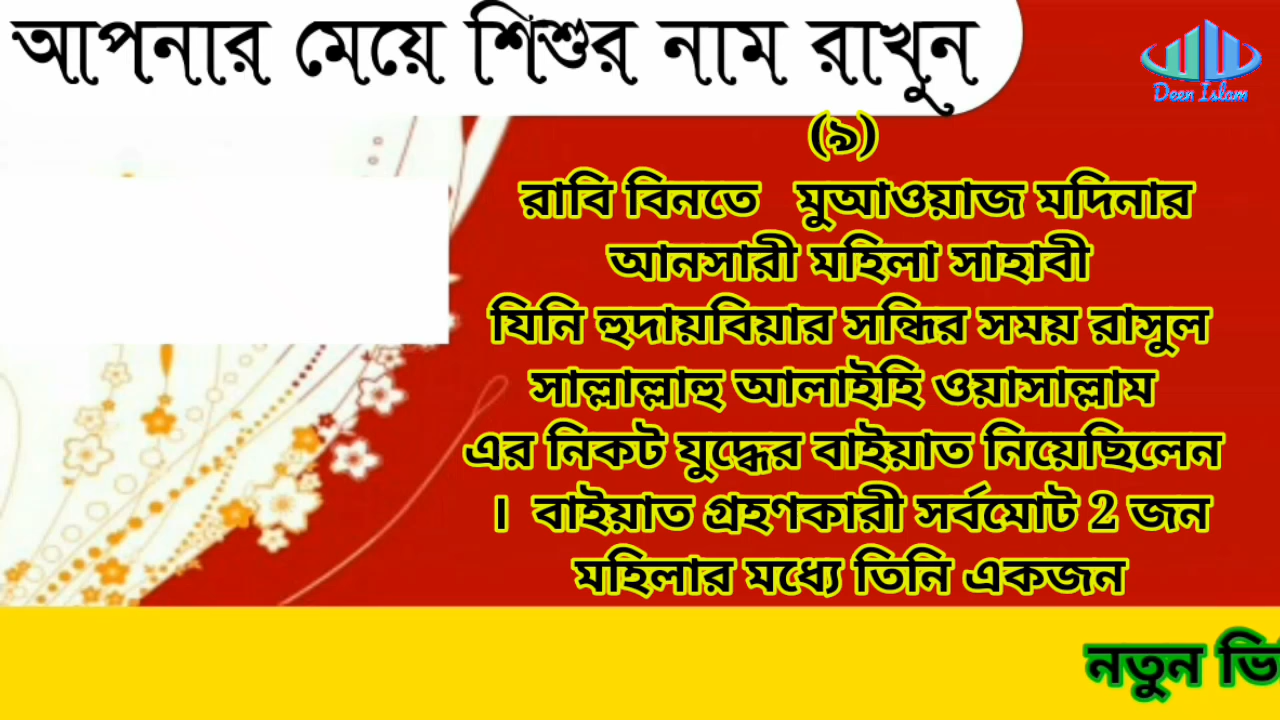 আপনার মেয়ে শিশুর নাম রাখুন
Deen Islam
(৯)
রাবি বিনতে মুআওয়াজ মদিনার
আনসারী মহিলা সাহাবী
যিনি হুদায়বিয়ার সন্ধির সময় রাসুল
সাল্লাল্লাহু আলাইহি ওয়াসাল্লাম
এর নিকট যুদ্ধের বাইয়াত নিয়েছিলেন
। বাইয়াত গ্রহণকারী সর্বমোট 2 জন
মহিলার মধ্যে তিনি একজন
নতুন